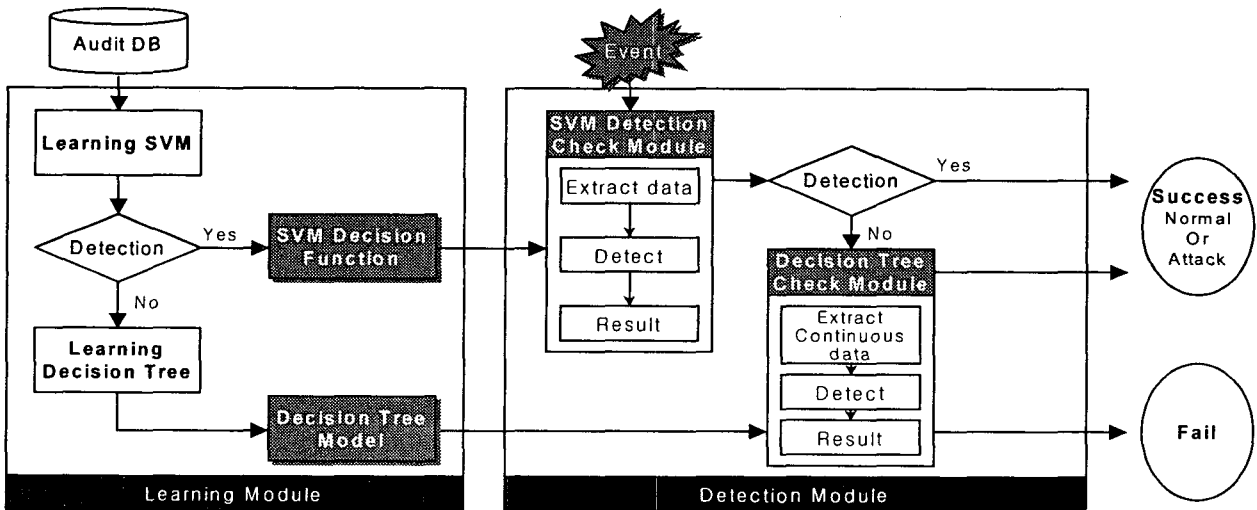 Audit DB
Learning SVM
Detection
Yes
No
SVM Decision
Function
Learning
Decision Tree
Decision Tree
Model
Learning Module
Event
SVM Detection
Check Module
Extract data
Detect
Result
Detection
Yes
No
Decision Tree
Check Module
Extract
Continuous
data
Detect
Result
Detection Module
Success
Normal
Or
Attack
Fail